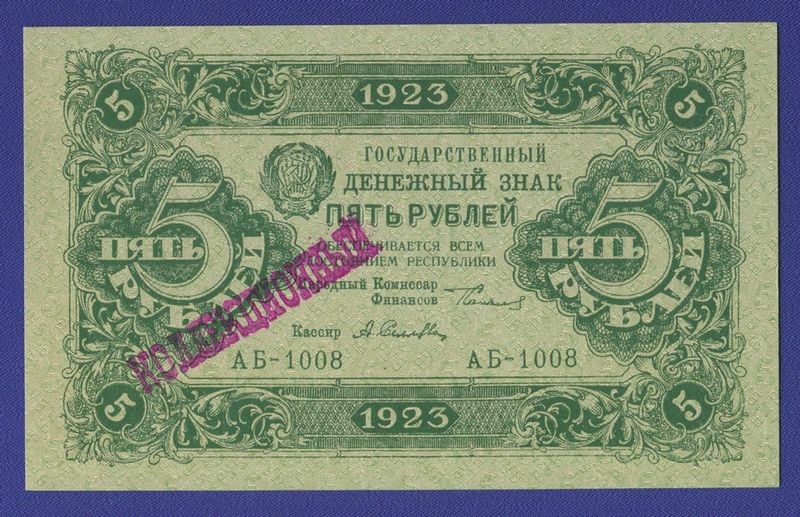 5 1923 5
ГОСУДАРСТВЕННЫЙ
ДЕНЕЖНЫЙ ЗНАК
ПЯТЬ РУБЛЕЙ
5 ПЯТЬ РУБЛЕЙ
ОБЕСПЕЧИВАЕТСЯ ВСЕМ
ДОСТОЯНИЕМ РЕСПУБЛИКИ
5 ПЯТЬ РУБЛЕЙ
Народный Комиссар
Финансов
КОЛЛЕКЦИОННЫЙ
Кассир
АБ-1008 АБ-1008
5 1923 5